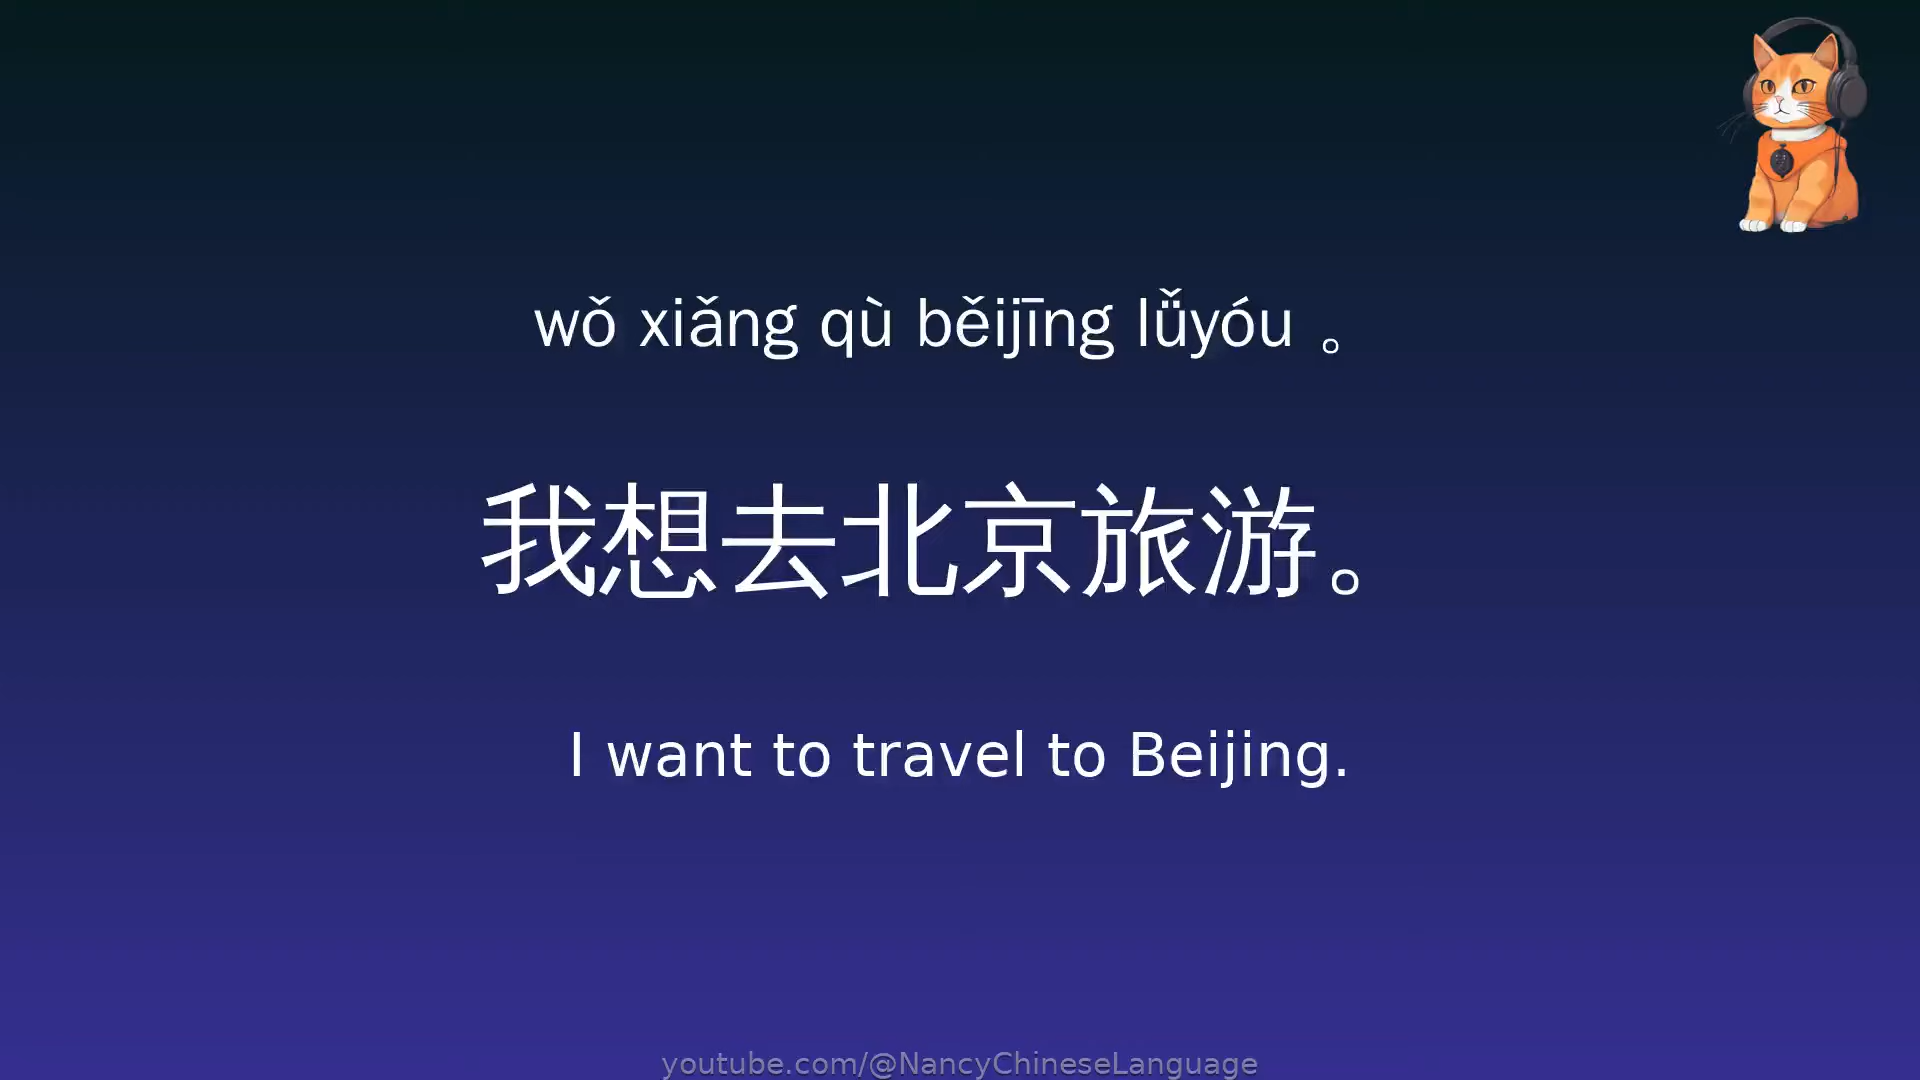 wǒ xiǎng qù běijīng lǚyóu 。
我想去北京旅游。
I want to travel to Beijing.
youtube.com/@NancyChineseLanguage